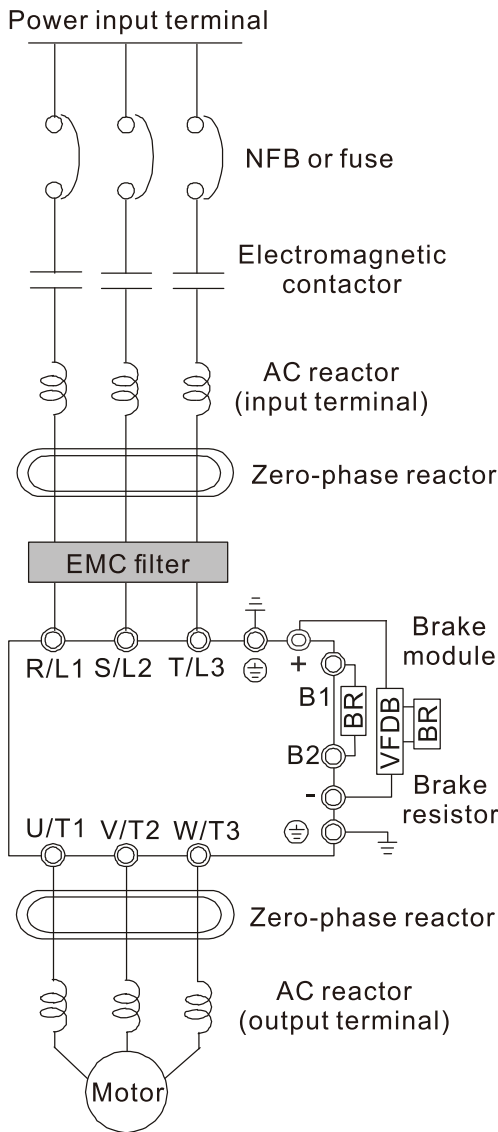 Power input terminal
NFB or fuse
Electromagnetic
contactor
AC reactor
(input terminal)
Zero-phase reactor
EMC filter
R/L1 S/L2 T/L3
+
Brake
module
B1
BR
VFDB
BR
B2
-
Brake
resistor
U/T1 V/T2 W/T3
Zero-phase reactor
AC reactor
(output terminal)
Motor